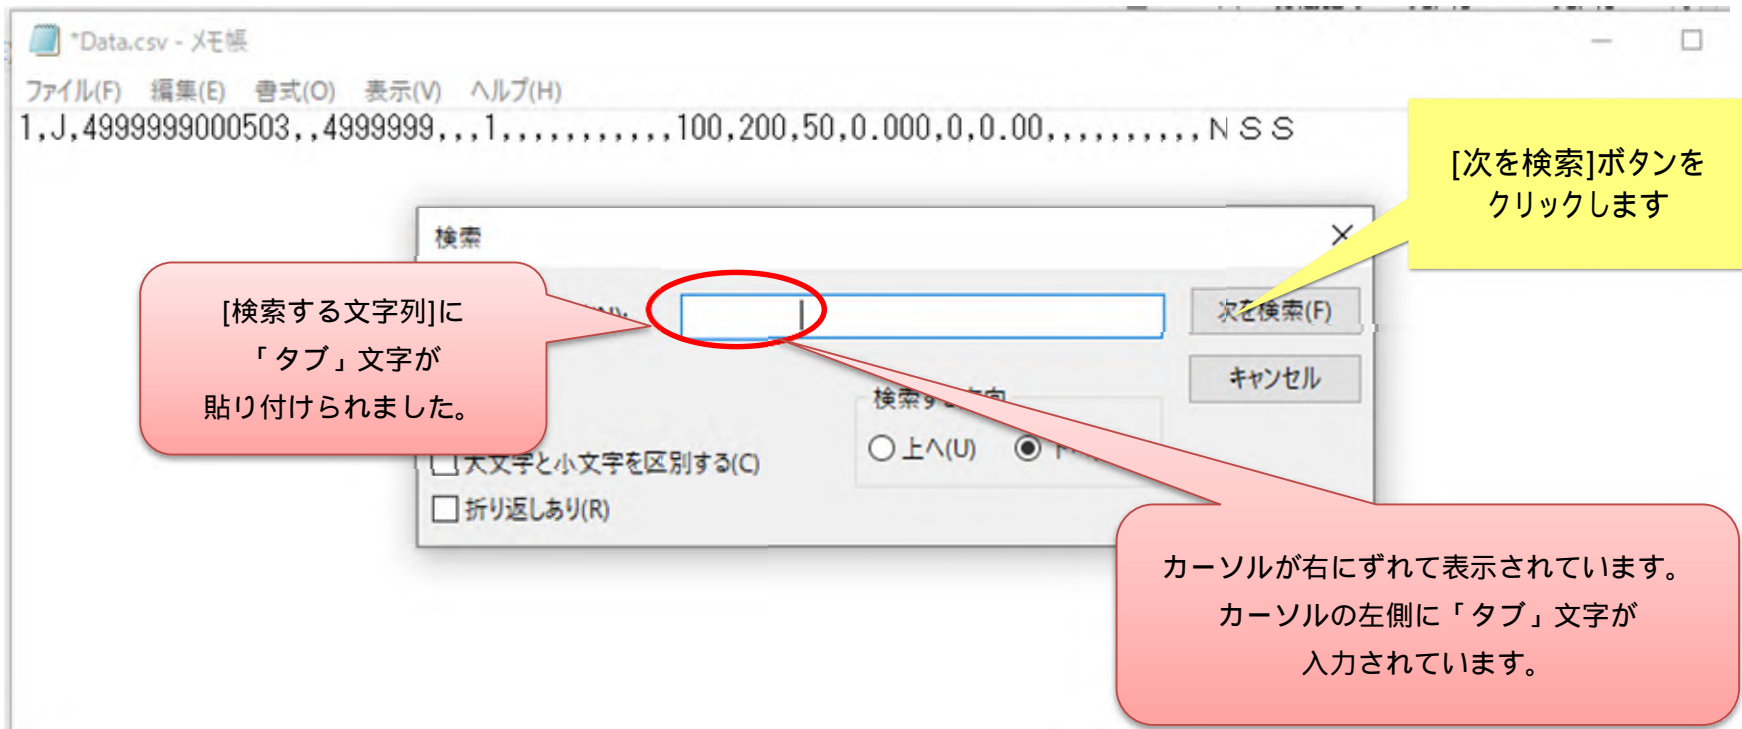 *Data.csv - メモ帳
ファイル(F) 編集(E) 書式(O) 表示(V) ヘルプ(H)
1,J,4999999000503,,4999999,,,1,,,,,,,,,,,100,200,50,0.000,0,0.00,,,,,,,,,,ＮＳＳ
[次を検索]ボタンを
クリックします
検索
[検索する文字列]に
「タブ」文字が
貼り付けられました。
次を検索(F)
キャンセル
検索する
上へ(U)
大文字と小文字を区別する(C)
折り返しあり(R)
カーソルが右にずれて表示されています。
カーソルの左側に「タブ」文字が
入力されています。